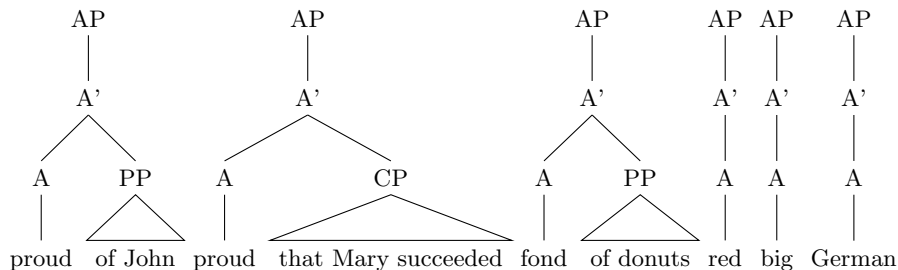 AP AP AP AP AP AP
A' A' A' A' A' A'
A PP A CP A PP A A A
proud of John proud that Mary succeeded fond of donuts red big German